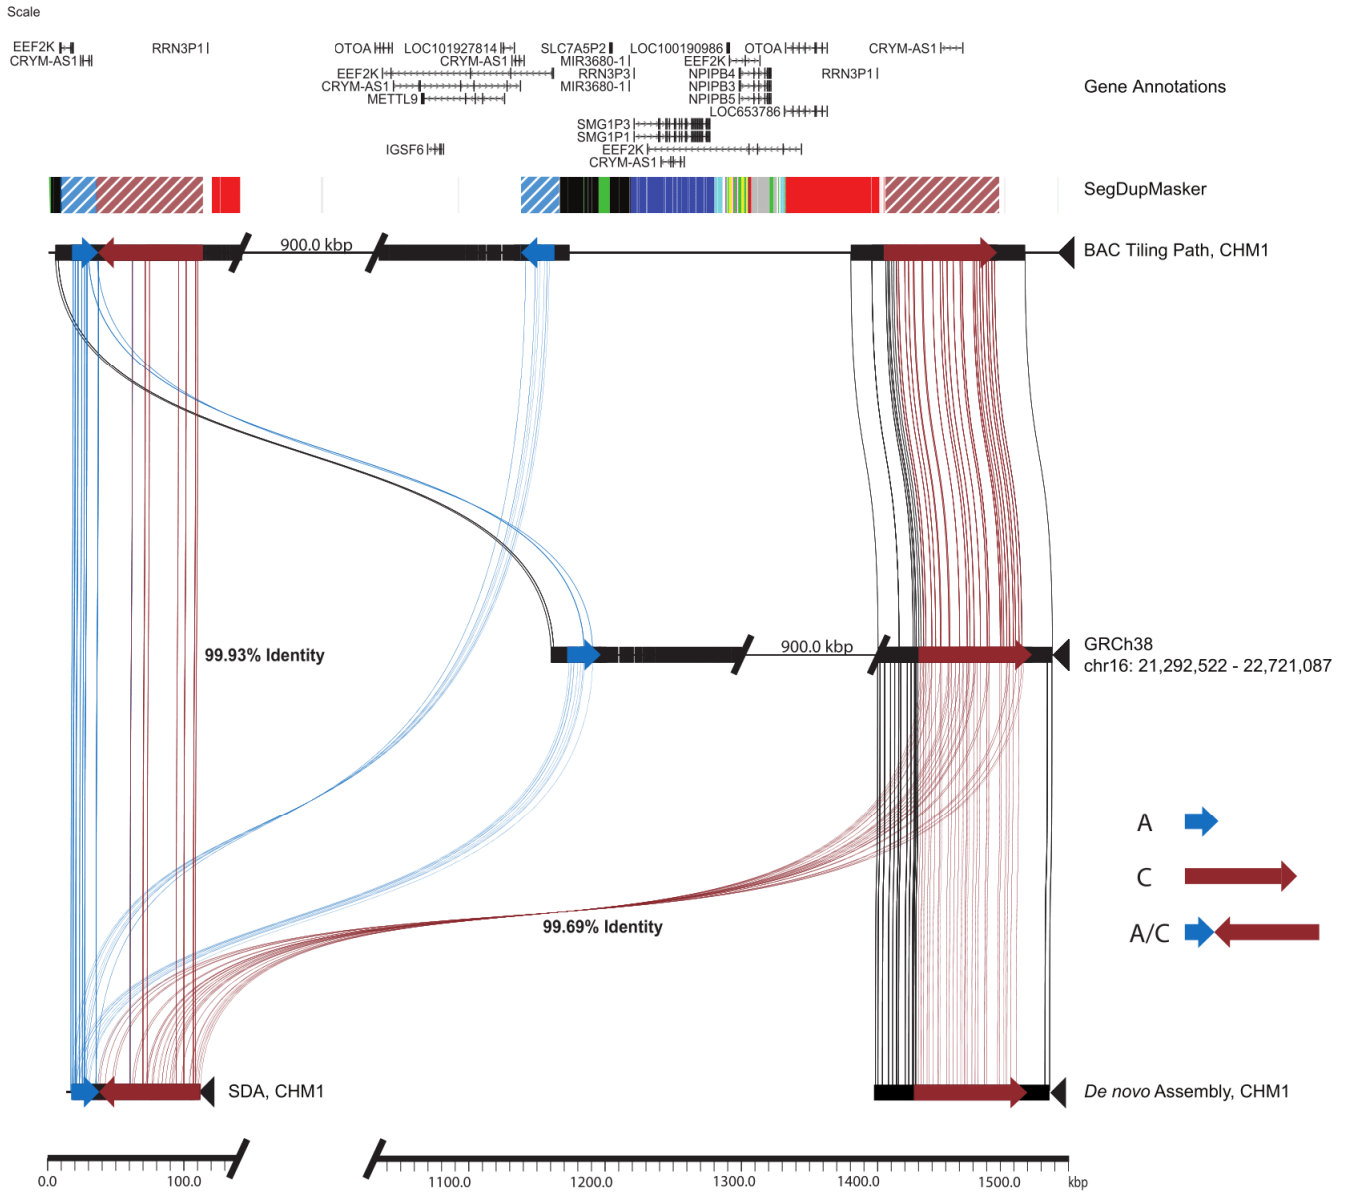 Scale
EEF2K RRN3P1 OTOA LOC101927814 SLC7A5P2 LOC100190986 OTOA CRYM-AS1
CRYM-AS1 CRYM-AS1 MIR3680-1 EEF2K
EEF2K RRN3P3 NPIPB4 RRN3P1
CRYM-AS1 MIR3680-1 NPIPB3
METTL9 NPIPB5
LOC653786
SMG1P3
SMG1P1
IGSF6 EEF2K
CRYM-AS1
Gene Annotations
SegDupMasker
900.0 kbp
BAC Tiling Path, CHM1
99.93% Identity
900.0 kbp
GRCh38
chr16: 21,292,522 - 22,721,087
A
C
A/C
99.69% Identity
SDA, CHM1
De novo Assembly, CHM1
0.0 100.0 1100.0 1200.0 1300.0 1400.0 1500.0 kbp